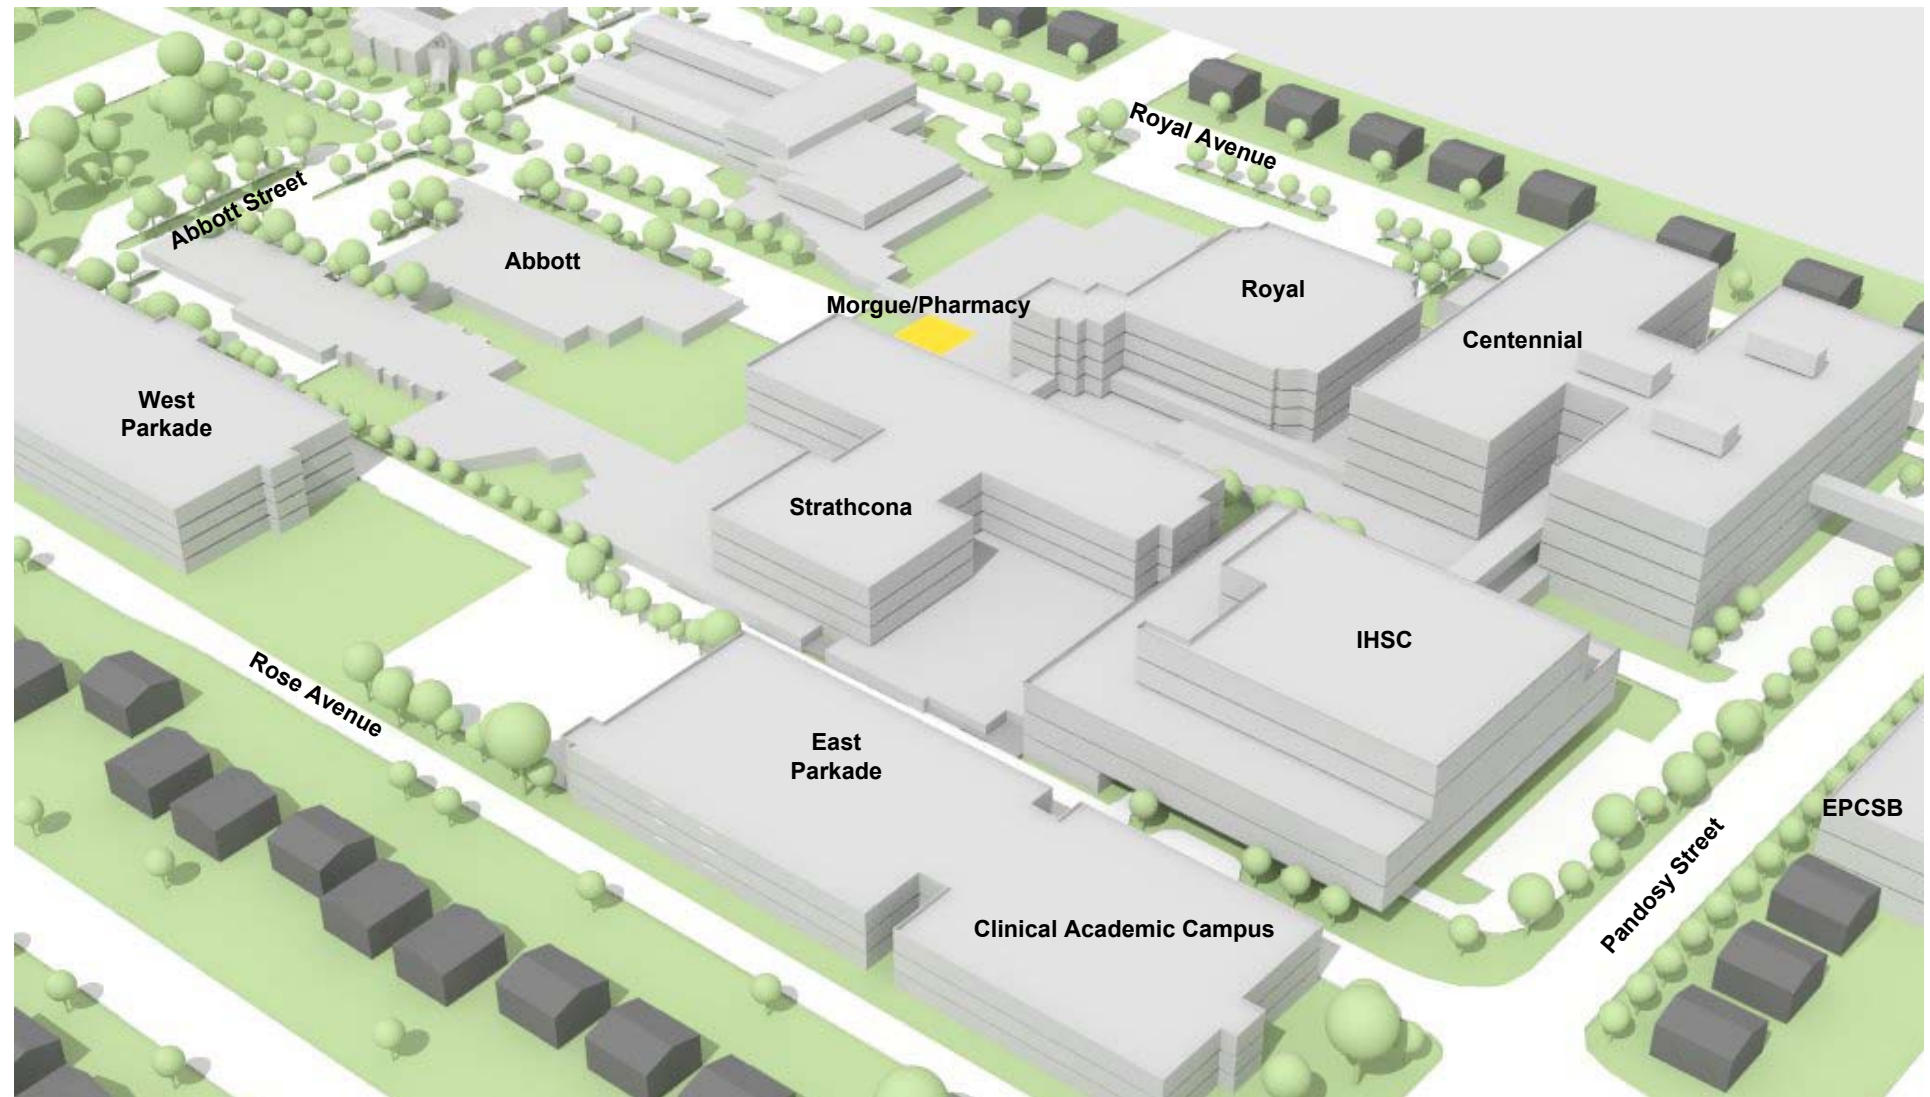 Royal Avenue
Abbott Street
Abbott
Morgue/Pharmacy
Royal
Centennial
West
Parkade
Strathcona
IHSC
Rose Avenue
East
Parkade
EPCSB
Pandosy Street
Clinical Academic Campus